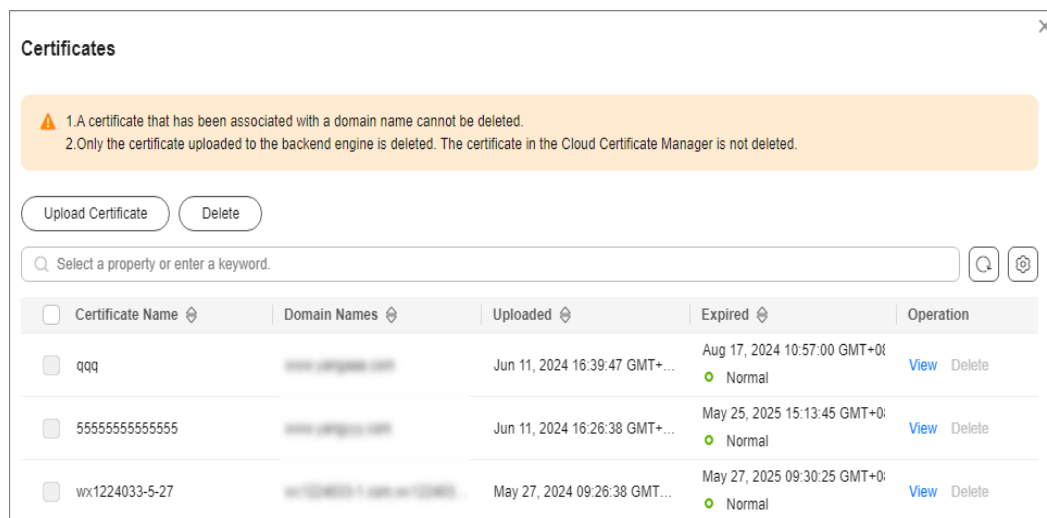 Certificates
1.A certificate that has been associated with a domain name cannot be deleted.
2.Only the certificate uploaded to the backend engine is deleted. The certificate in the Cloud Certificate Manager is not deleted.
Upload Certificate Delete
Select a property or enter a keyword.
Certificate Name Domain Names Uploaded Expired Operation
qqq Jun 11, 2024 16:39:47 GMT+... Aug 17, 2024 10:57:00 GMT+08 View Delete
Normal
55555555555555 Jun 11, 2024 16:26:38 GMT+... May 25, 2025 15:13:45 GMT+0 View Delete
Normal
wx1224033-5-27 May 27, 2024 09:26:38 GMT... May 27, 2025 09:30:25 GMT+0 View Delete
Normal